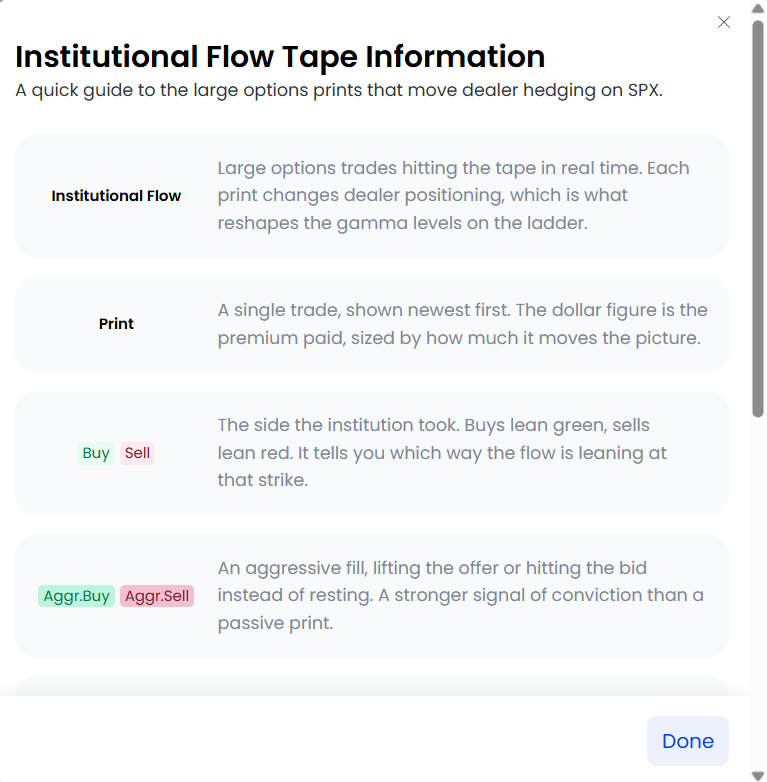 Institutional Flow Tape Information
A quick guide to the large options prints that move dealer hedging on SPX.
Institutional Flow
Large options trades hitting the tape in real time. Each
print changes dealer positioning, which is what
reshapes the gamma levels on the ladder.
Print
A single trade, shown newest first. The dollar figure is the
premium paid, sized by how much it moves the picture.
Buy Sell
The side the institution took. Buys lean green, sells
lean red. It tells you which way the flow is leaning at
that strike.
Aggr.Buy Aggr.Sell
An aggressive fill, lifting the offer or hitting the bid
instead of resting. A stronger signal of conviction than a
passive print.
Done